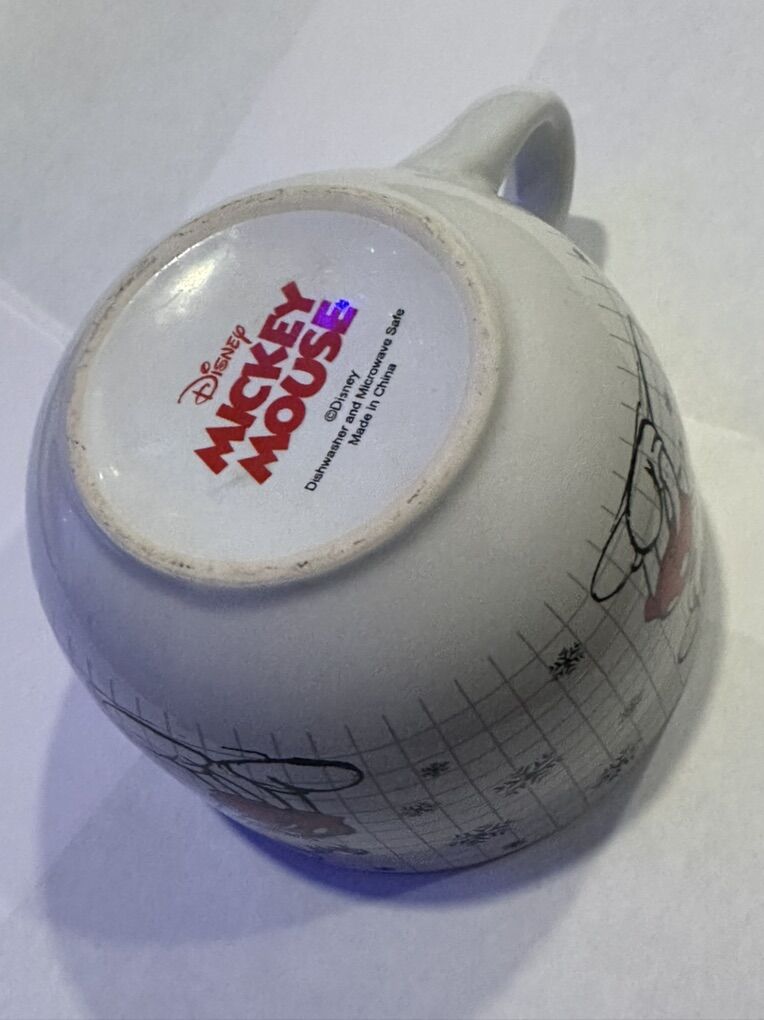 Disney
MICKEY
MOUSE
©Disney
Dishwasher and Microwave Safe
Made in China